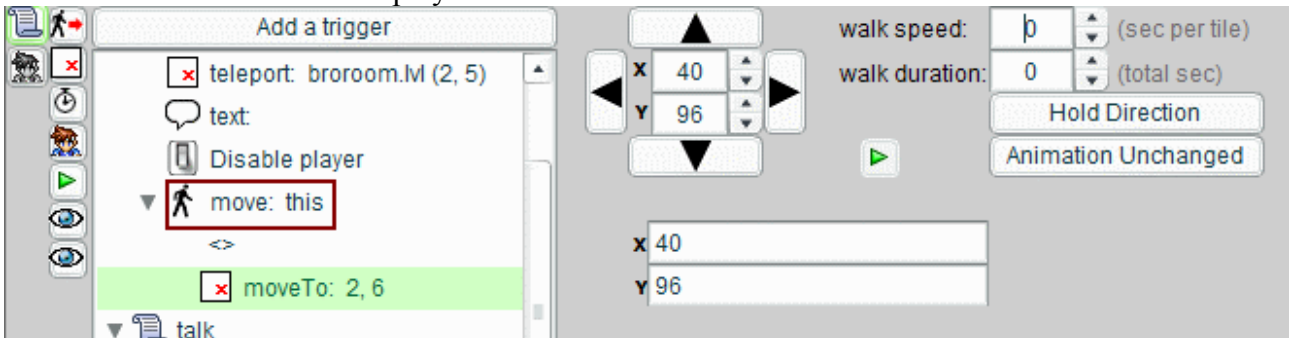 Add a trigger
teleport: broroom.lvl (2, 5)
text:
Disable player
move: this
<>
moveTo: 2, 6
talk
X 40
Y 96
walk speed: 0 (sec per tile)
walk duration: 0 (total sec)
Hold Direction
Animation Unchanged
X 40
Y 96